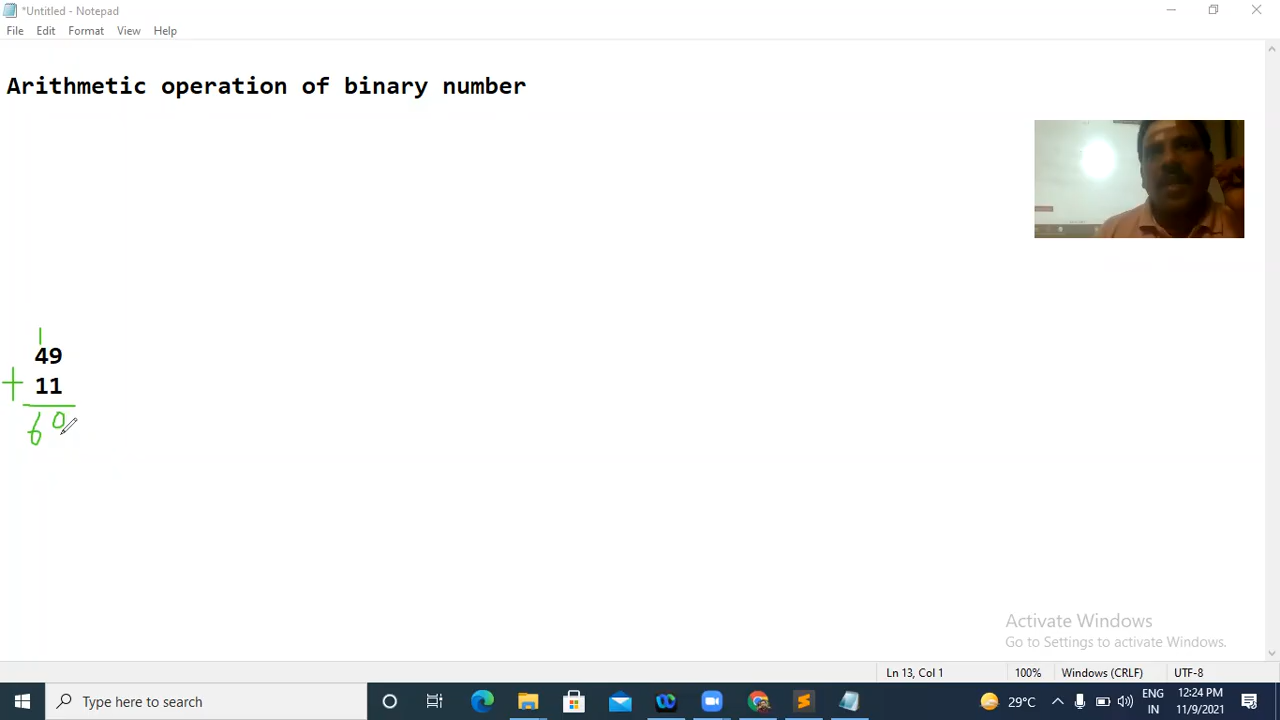 *Untitled - Notepad
File Edit Format View Help
Arithmetic operation of binary number
1
49
+ 11
60
Activate Windows
Go to Settings to activate Windows.
Ln 13, Col 1 100% Windows (CRLF) UTF-8
Type here to search
29°C
ENG
IN
12:24 PM
11/9/2021